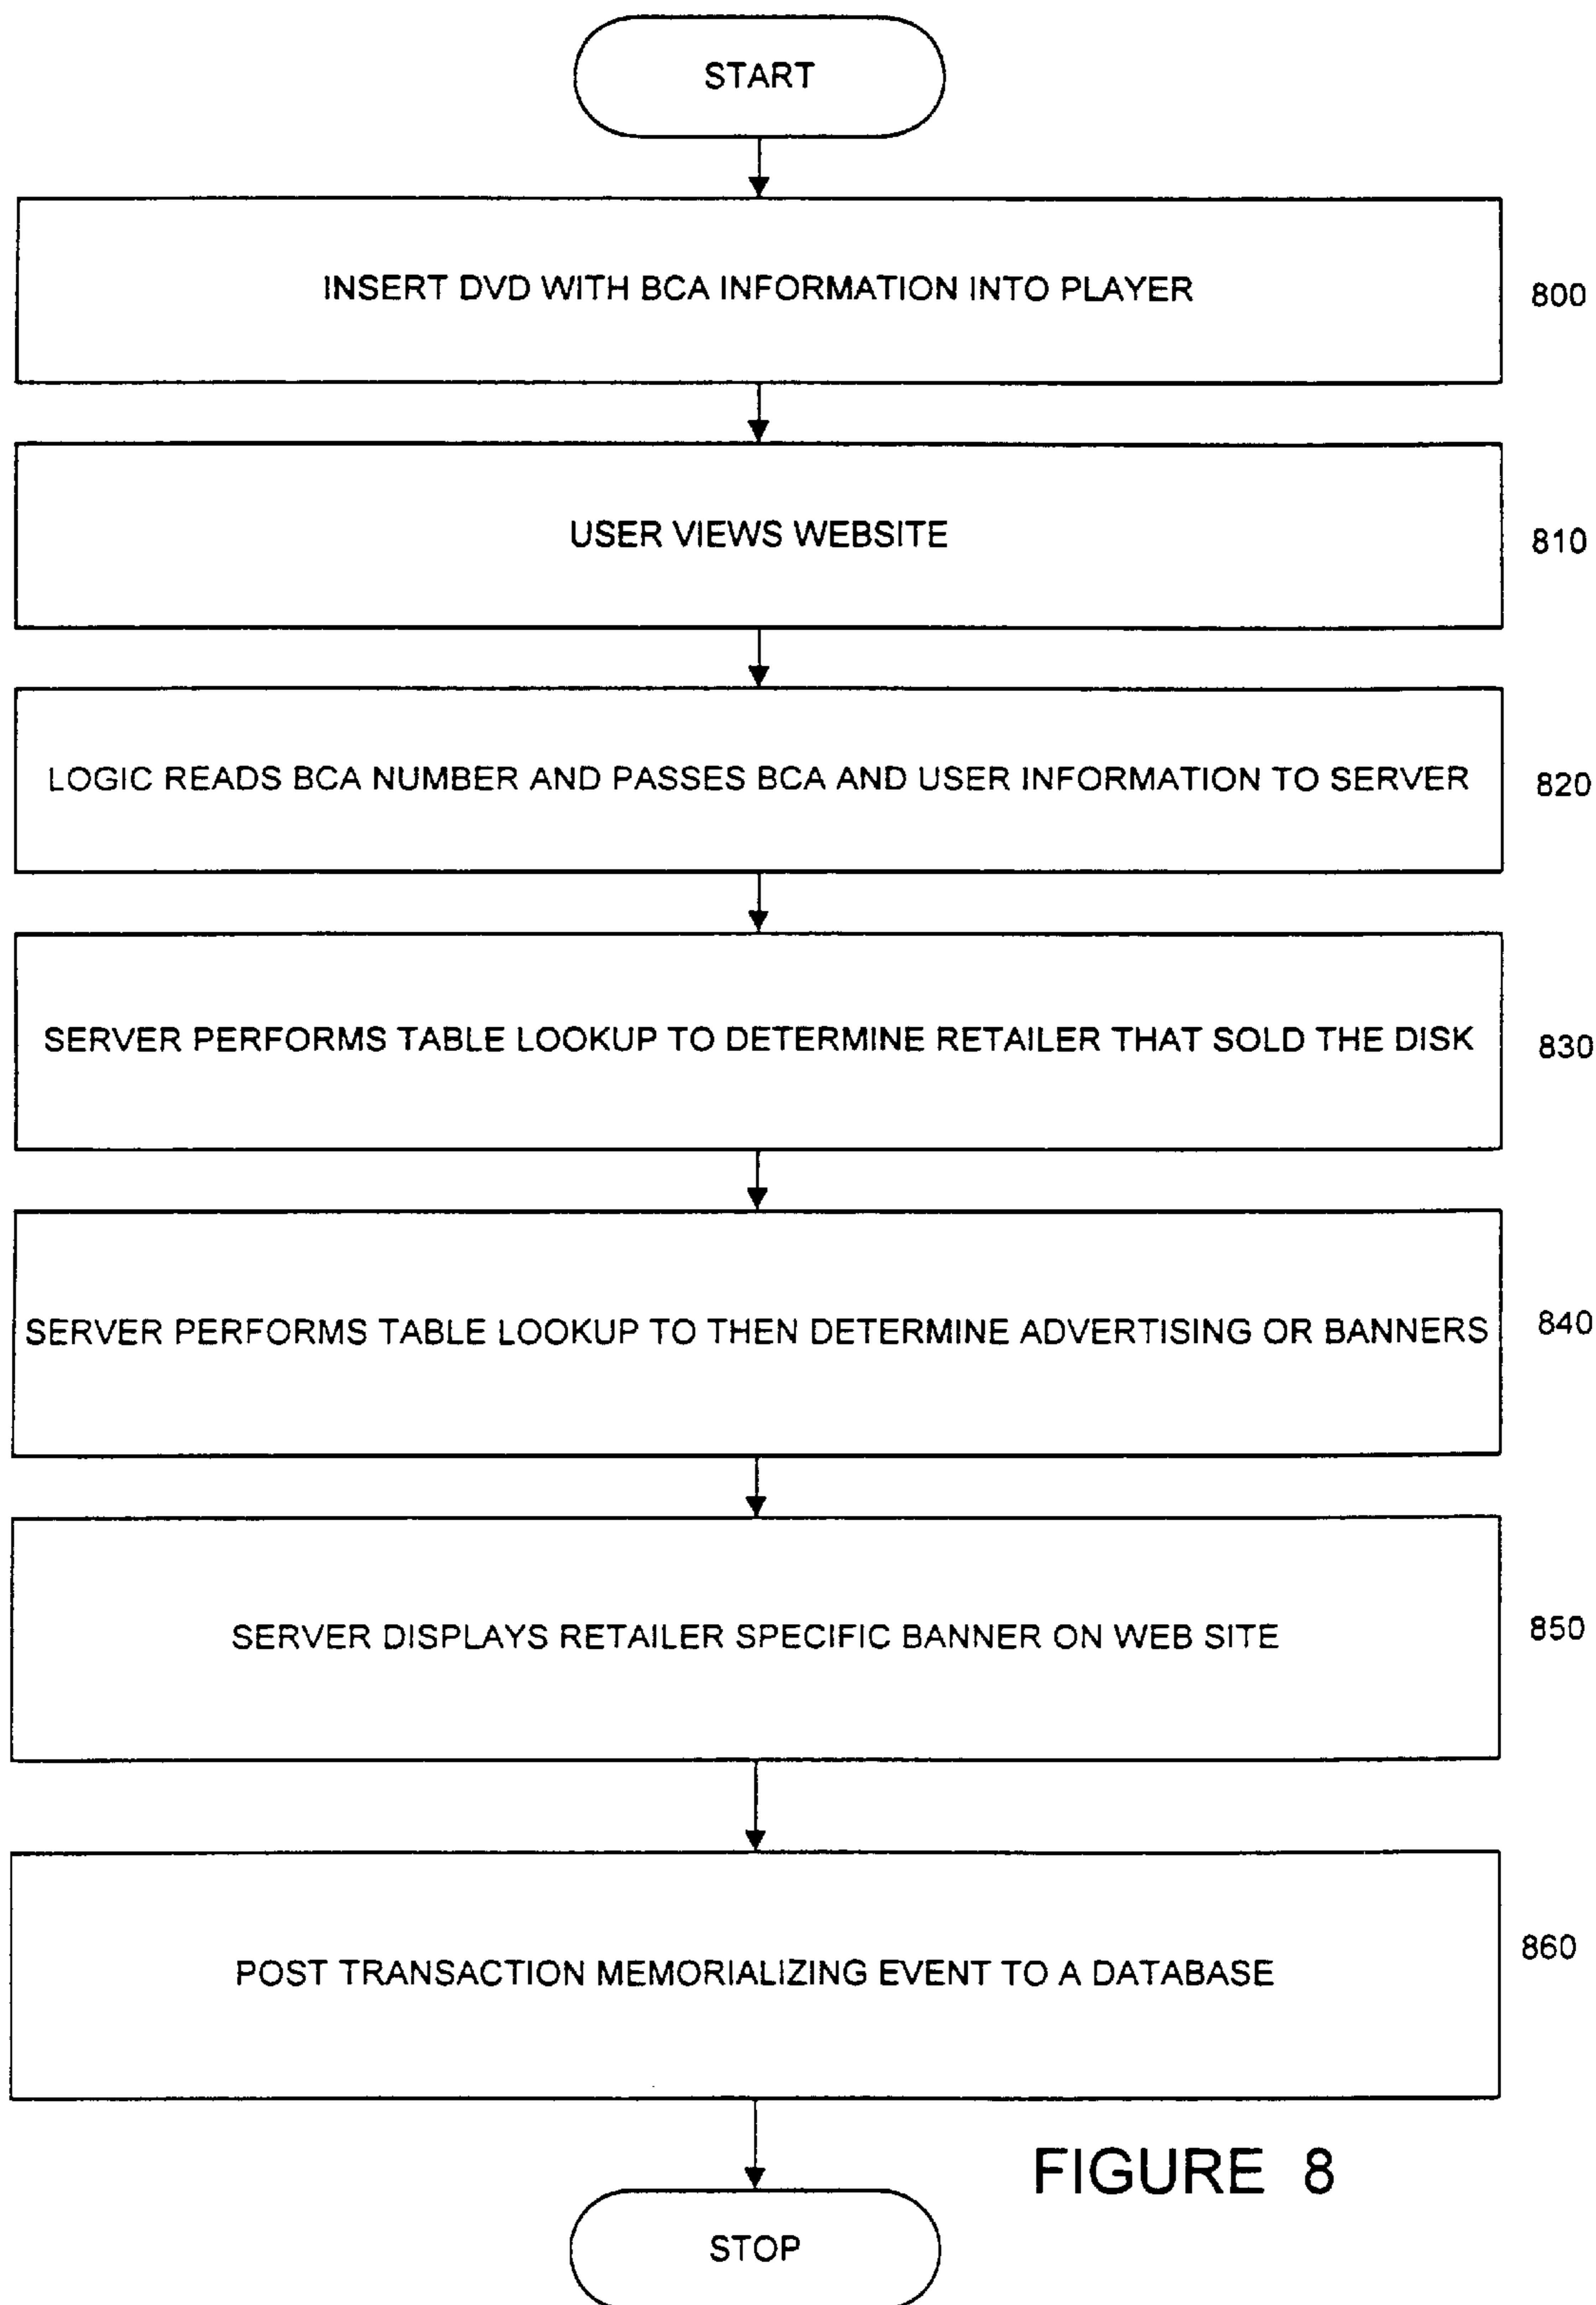 START
INSERT DVD WITH BCA INFORMATION INTO PLAYER
800
USER VIEWS WEBSITE
810
LOGIC READS BCA NUMBER AND PASSES BCA AND USER INFORMATION TO SERVER
820
SERVER PERFORMS TABLE LOOKUP TO DETERMINE RETAILER THAT SOLD THE DISK
830
SERVER PERFORMS TABLE LOOKUP TO THEN DETERMINE ADVERTISING OR BANNERS
840
SERVER DISPLAYS RETAILER SPECIFIC BANNER ON WEB SITE
850
POST TRANSACTION MEMORIALIZING EVENT TO A DATABASE
860
FIGURE 8
STOP